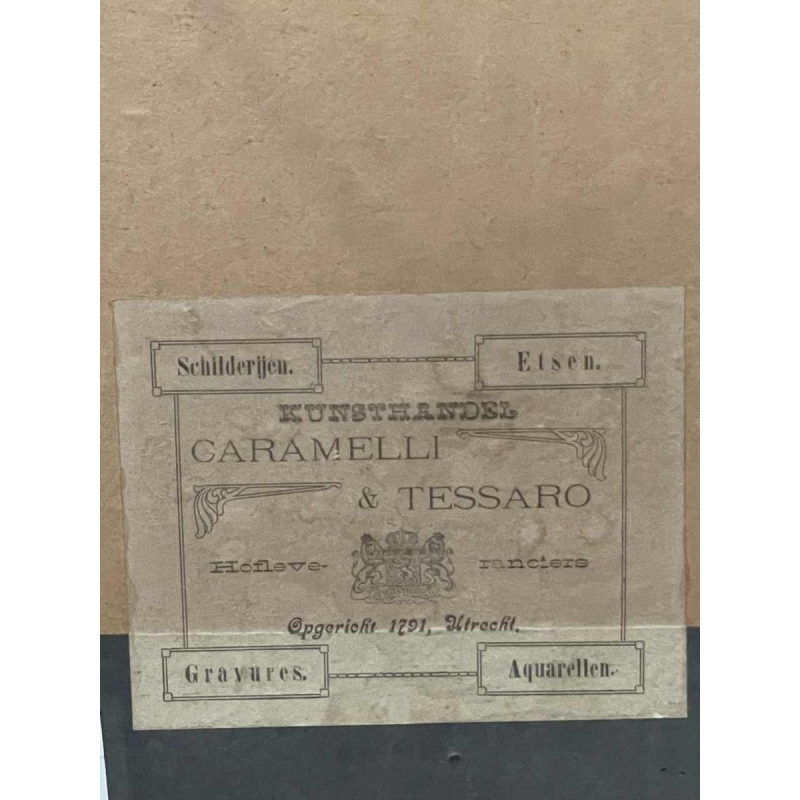 Schilderijen. Etsen.
KUNSTHANDEL
CARAMELLI
& TESSARO
Hofleve- ranciers
Opgericht 1791, Utrecht.
Gravures. Aquarellen.